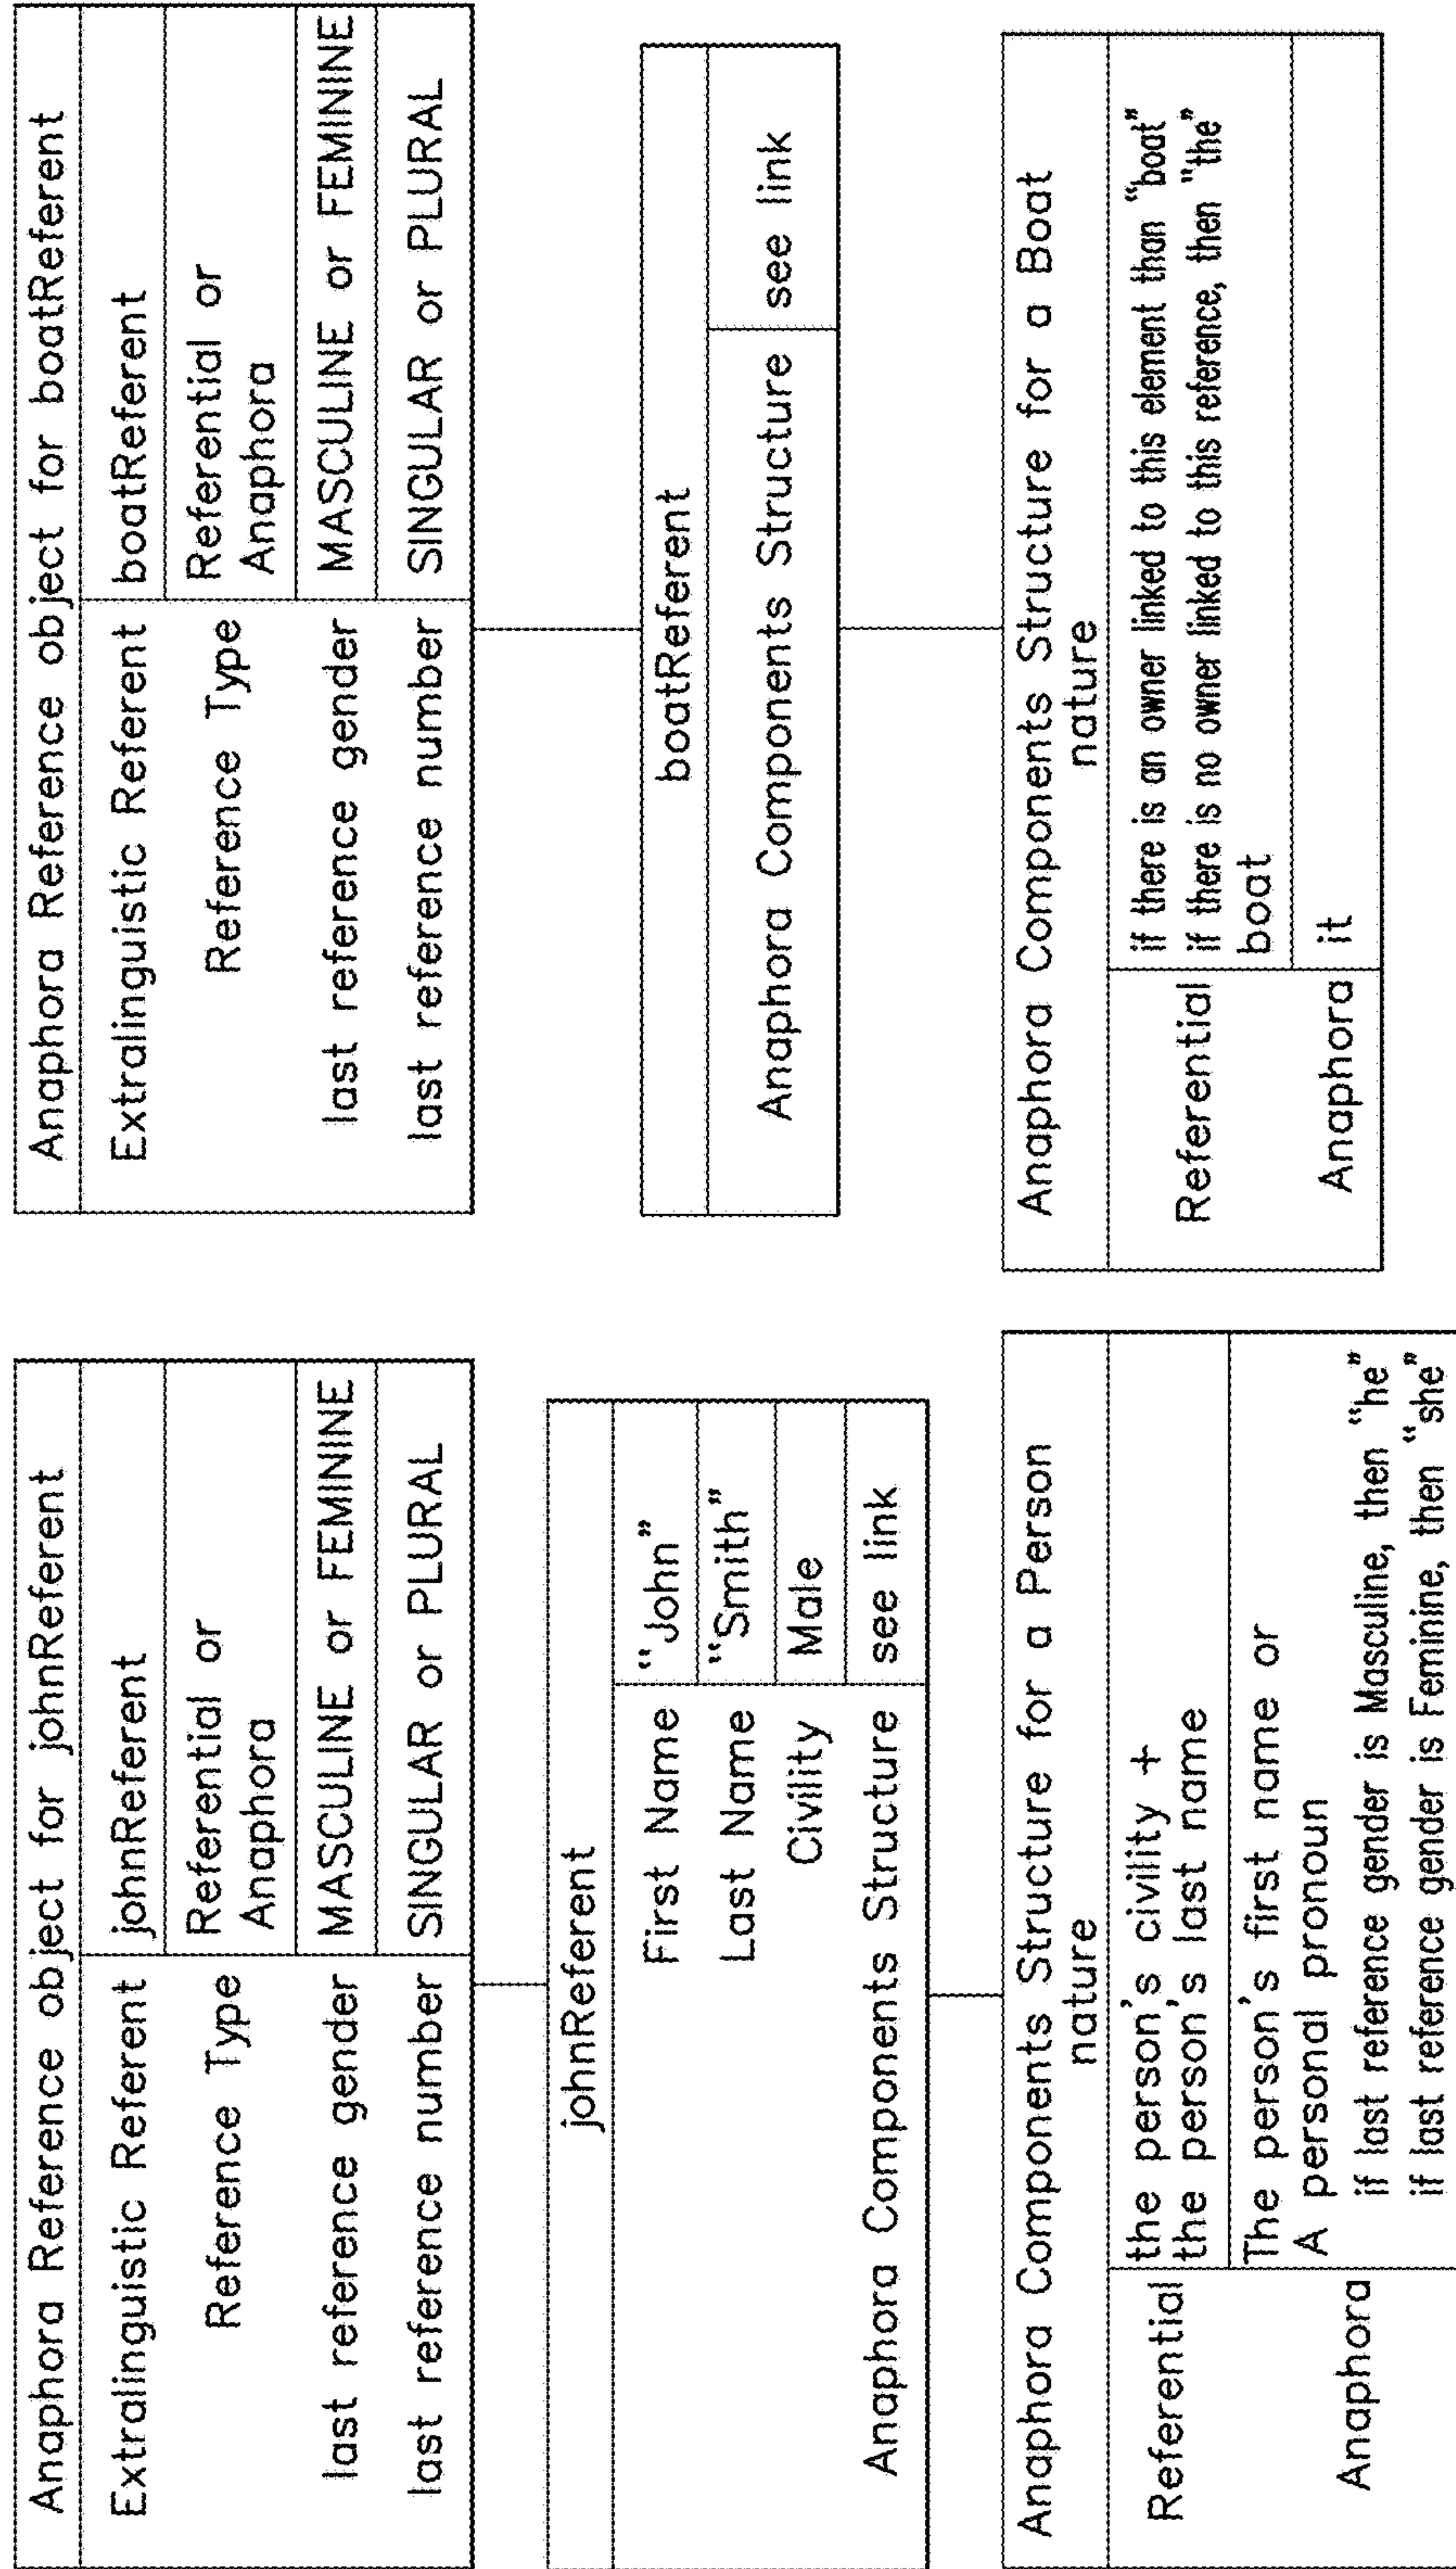 Anaphora Reference object for johnReferent
Extralinguistic Referent johnReferent
Reference Type Referential or
Anaphora
last reference gender MASCULINE or FEMININE
last reference number SINGULAR or PLURAL
johnReferent
First Name “John”
Last Name “Smith”
Civility Male
Anaphora Components Structure see link
Anaphora Components Structure for a Person
nature
Referential the person's civility +
the person's last name
Anaphora The person's first name or
A personal pronoun
if last reference gender is Masculine, then “he”
if last reference gender is Feminine, then “she”
Anaphora Reference object for boatReferent
Extralinguistic Referent boatReferent
Reference Type Referential or
Anaphora
last reference gender MASCULINE or FEMININE
last reference number SINGULAR or PLURAL
boatReferent
Anaphora Components Structure see link
Anaphora Components Structure for a Boat
nature
Referential if there is an owner linked to this element than “boat”
if there is no owner linked to this reference, then “the”
boat
Anaphora it